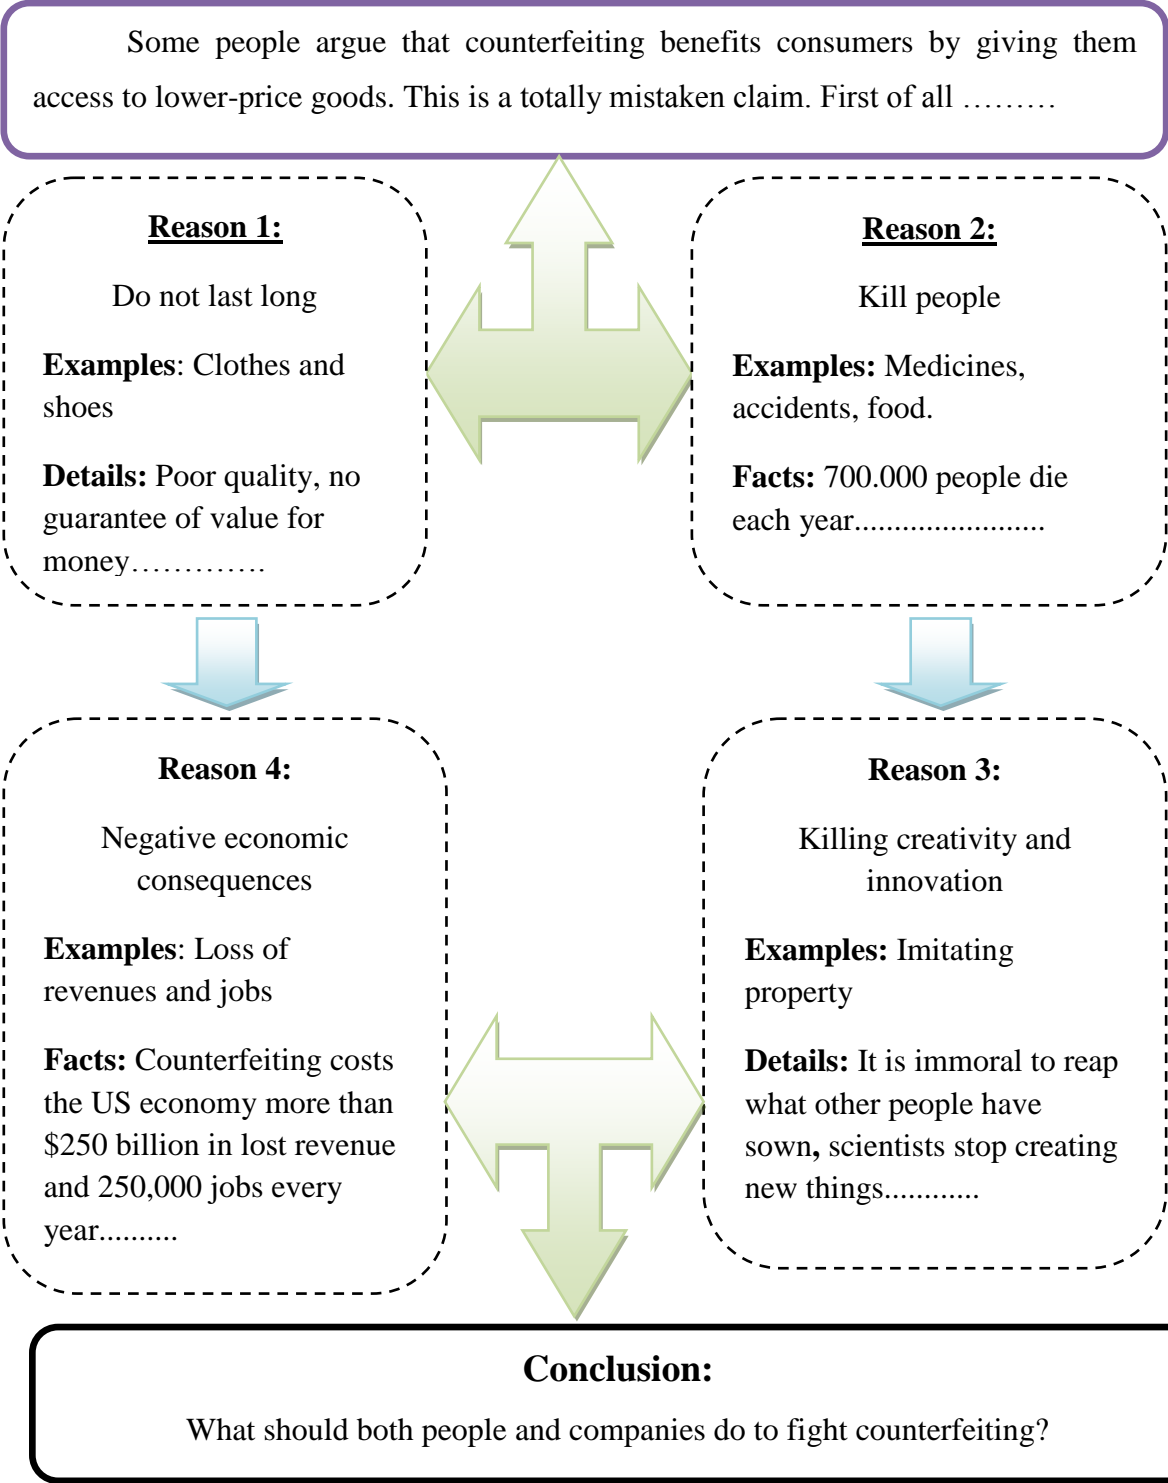 Some people argue that counterfeiting benefits consumers by giving them
access to lower-price goods. This is a totally mistaken claim. First of all ………
Reason 1:
Do not last long
Examples: Clothes and
shoes
Details: Poor quality, no
guarantee of value for
money………….
Reason 2:
Kill people
Examples: Medicines,
accidents, food.
Facts: 700.000 people die
each year.......................
Reason 4:
Negative economic
consequences
Examples: Loss of
revenues and jobs
Facts: Counterfeiting costs
the US economy more than
$250 billion in lost revenue
and 250,000 jobs every
year..........
Reason 3:
Killing creativity and
innovation
Examples: Imitating
property
Details: It is immoral to reap
what other people have
sown, scientists stop creating
new things............
Conclusion:
What should both people and companies do to fight counterfeiting?